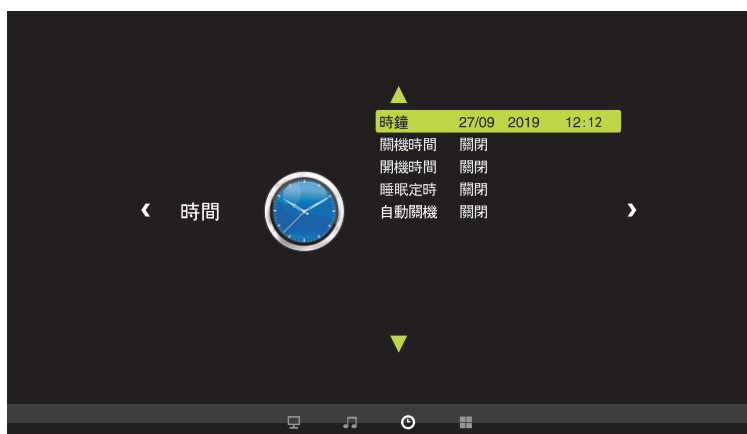 時鐘 27/09 2019 12:12
關機時間 關閉
開機時間 關閉
睡眠定時 關閉
自動關機 關閉
時間